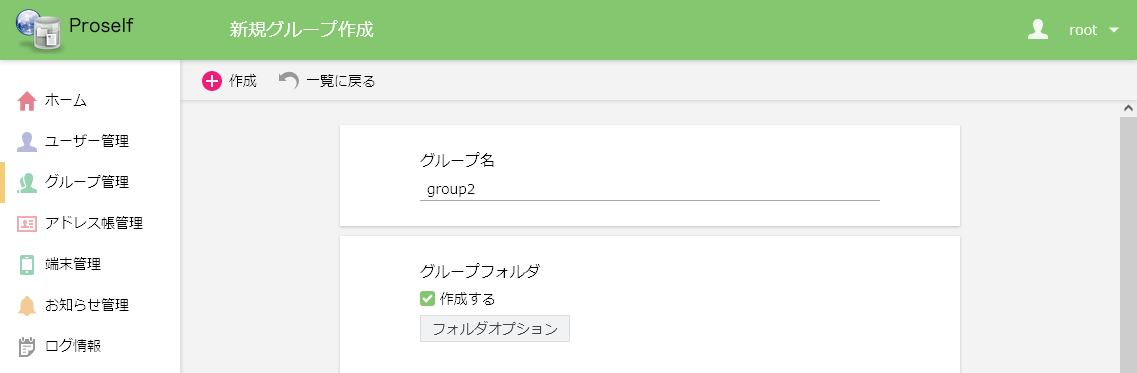 Proself
新規グループ作成
root
作成
一覧に戻る
ホーム
ユーザー管理
グループ管理
アドレス帳管理
端末管理
お知らせ管理
ログ情報
グループ名
group2
グループフォルダ
作成する
フォルダオプション